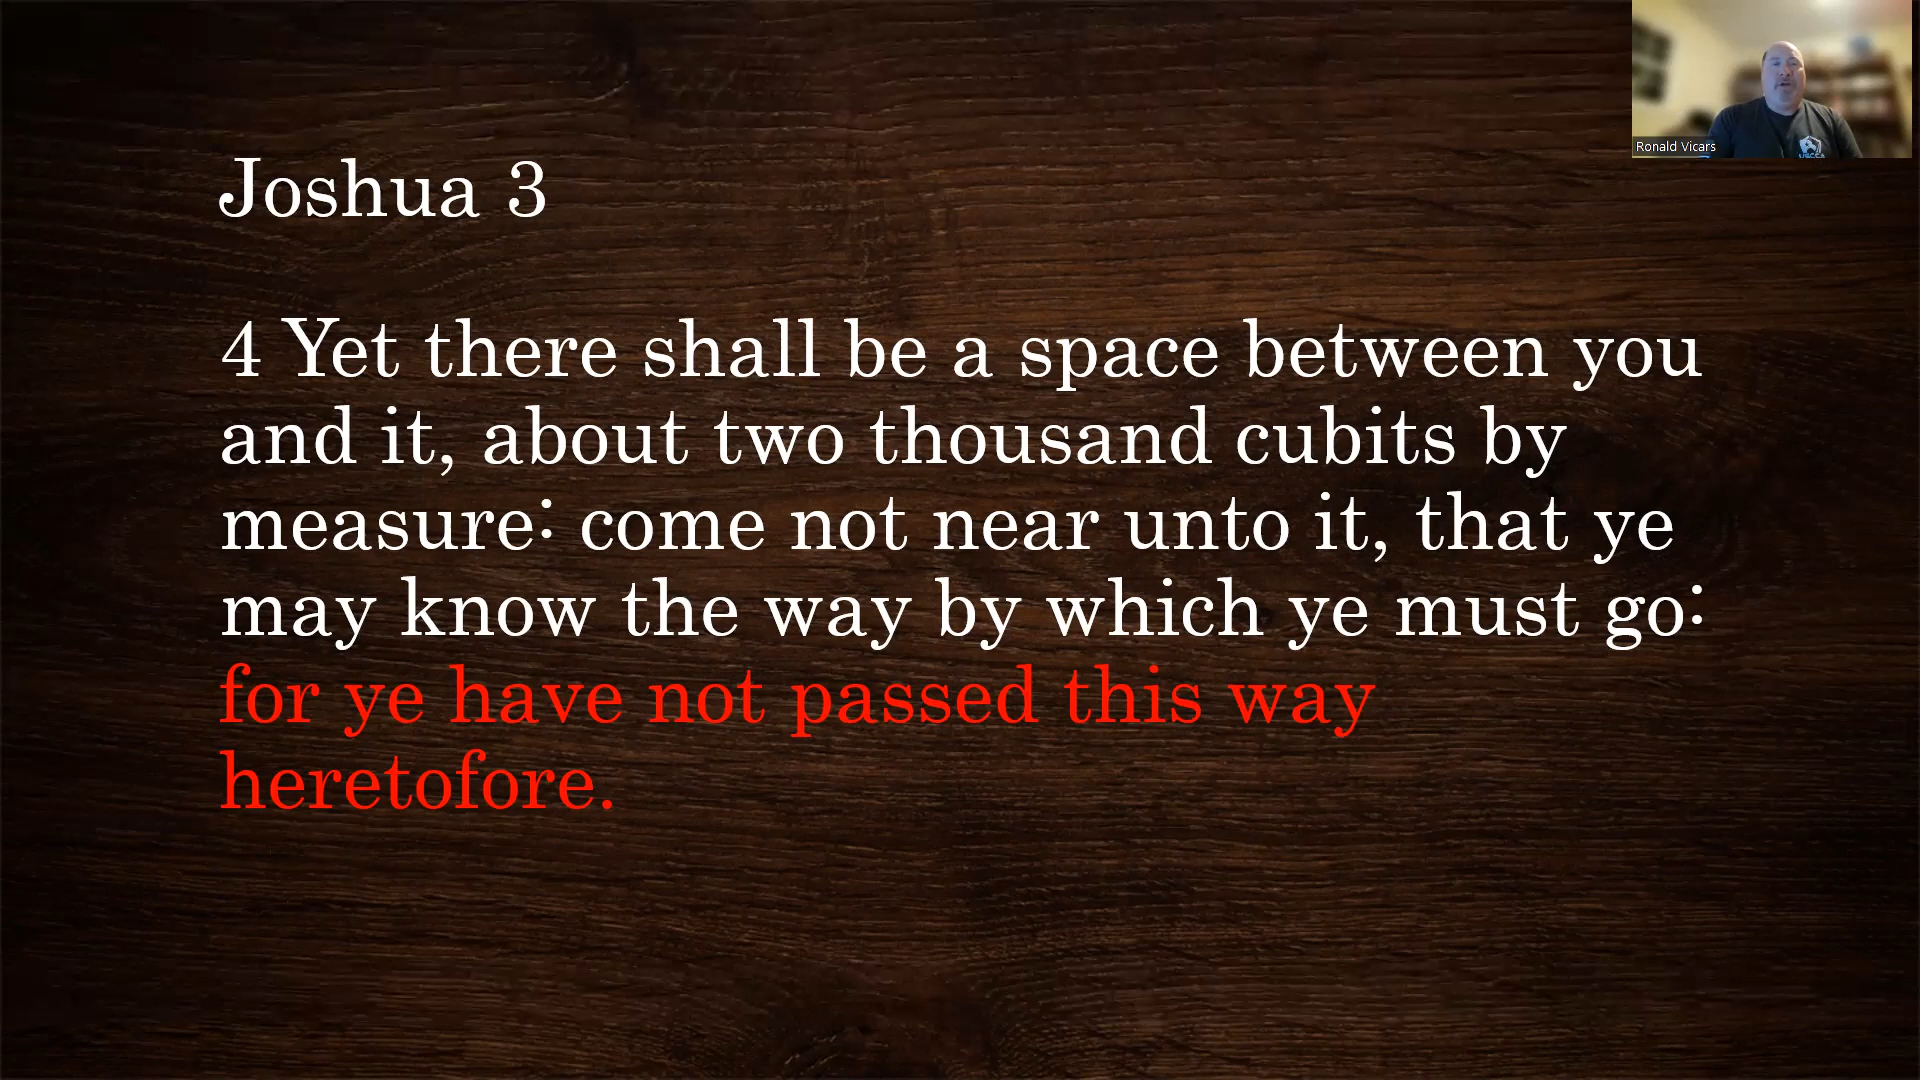 Joshua 3
4 Yet there shall be a space between you
and it, about two thousand cubits by
measure: come not near unto it, that ye
may know the way by which ye must go:
for ye have not passed this way
heretofore.
Ronald Vicars